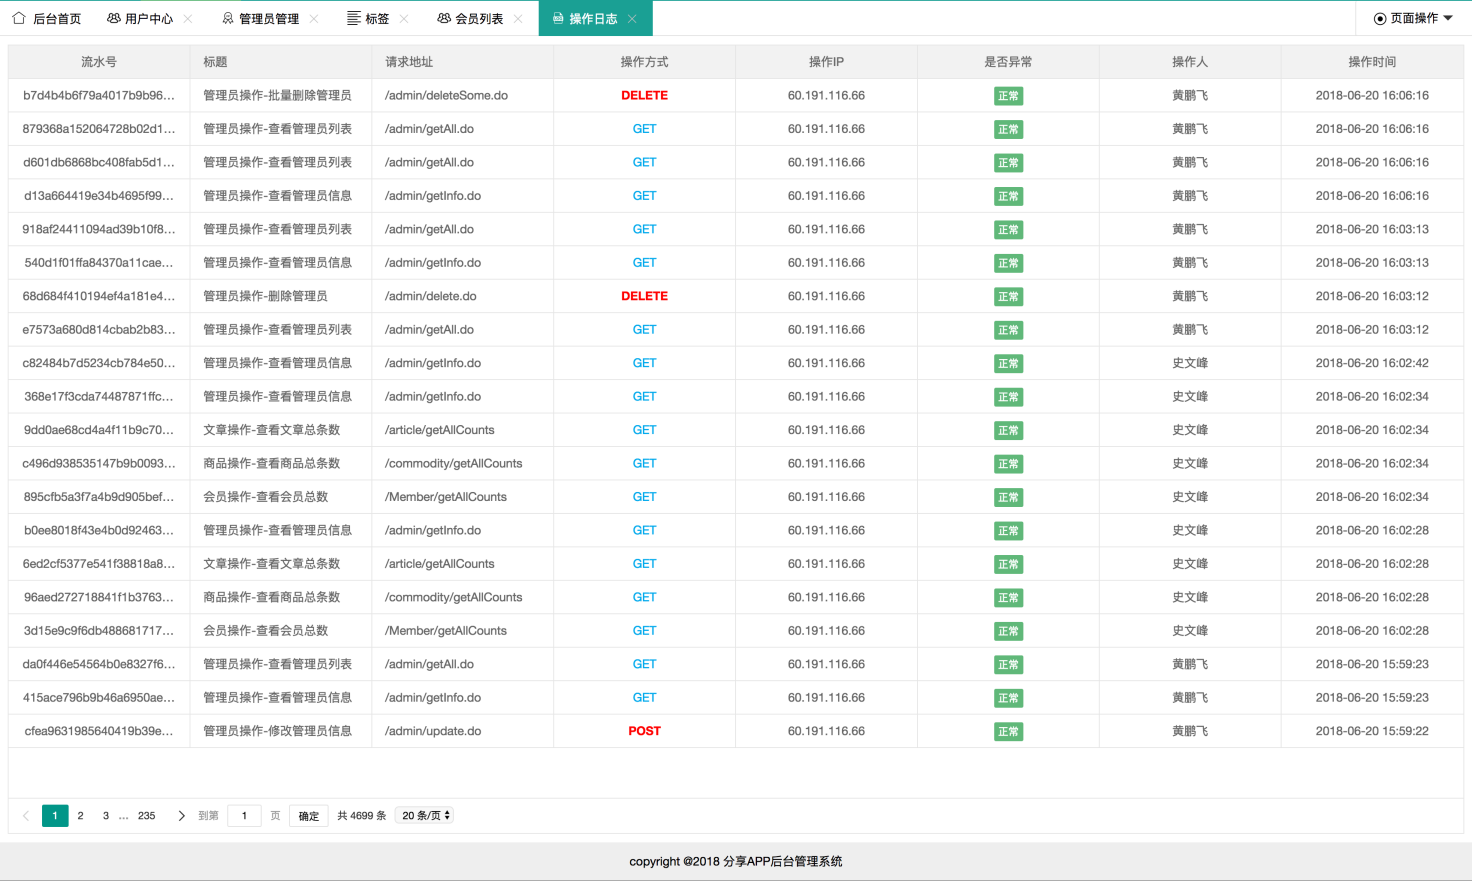 后台首页 用户中心 管理员管理 标签 会员列表 操作日志 页面操作
流水号 标题 请求地址 操作方式 操作IP 是否异常 操作人 操作时间
b7d4b4b6f79a4017b9b96... 管理员操作-批量删除管理员 /admin/deleteSome.do DELETE 60.191.116.66 正常 黄鹏飞 2018-06-20 16:06:16
879368a152064728b02d1... 管理员操作-查看管理员列表 /admin/getAll.do GET 60.191.116.66 正常 黄鹏飞 2018-06-20 16:06:16
d601db6868bc408fab5d1... 管理员操作-查看管理员列表 /admin/getAll.do GET 60.191.116.66 正常 黄鹏飞 2018-06-20 16:06:16
d13a664419e34b4695f99... 管理员操作-查看管理员信息 /admin/getInfo.do GET 60.191.116.66 正常 黄鹏飞 2018-06-20 16:06:16
918af24411094ad39b10f8... 管理员操作-查看管理员列表 /admin/getAll.do GET 60.191.116.66 正常 黄鹏飞 2018-06-20 16:03:13
540d1f01ffa84370a11cae... 管理员操作-查看管理员信息 /admin/getInfo.do GET 60.191.116.66 正常 黄鹏飞 2018-06-20 16:03:13
68d684f410194ef4a181e4... 管理员操作-删除管理员 /admin/delete.do DELETE 60.191.116.66 正常 黄鹏飞 2018-06-20 16:03:12
e7573a680d814cbab2b83... 管理员操作-查看管理员列表 /admin/getAll.do GET 60.191.116.66 正常 黄鹏飞 2018-06-20 16:03:12
c82484b7d5234cb784e50... 管理员操作-查看管理员信息 /admin/getInfo.do GET 60.191.116.66 正常 史文峰 2018-06-20 16:02:42
368e17f3cda74487871ffc... 管理员操作-查看管理员信息 /admin/getInfo.do GET 60.191.116.66 正常 史文峰 2018-06-20 16:02:34
9dd0ae68cd4a4f11b9c70... 文章操作-查看文章总条数 /article/getAllCounts GET 60.191.116.66 正常 史文峰 2018-06-20 16:02:34
c496d938535147b9b0093... 商品操作-查看商品总条数 /commodity/getAllCounts GET 60.191.116.66 正常 史文峰 2018-06-20 16:02:34
895cfb5a3f7a4b9d905bef... 会员操作-查看会员总数 /Member/getAllCounts GET 60.191.116.66 正常 史文峰 2018-06-20 16:02:34
b0ee8018f43e4b0d92463... 管理员操作-查看管理员信息 /admin/getInfo.do GET 60.191.116.66 正常 史文峰 2018-06-20 16:02:28
6ed2cf5377e541f38818a8... 文章操作-查看文章总条数 /article/getAllCounts GET 60.191.116.66 正常 史文峰 2018-06-20 16:02:28
96aed272718841f1b3763... 商品操作-查看商品总条数 /commodity/getAllCounts GET 60.191.116.66 正常 史文峰 2018-06-20 16:02:28
3d15e9c9f6db488681717... 会员操作-查看会员总数 /Member/getAllCounts GET 60.191.116.66 正常 史文峰 2018-06-20 16:02:28
da0f446e54564b0e8327f6... 管理员操作-查看管理员列表 /admin/getAll.do GET 60.191.116.66 正常 黄鹏飞 2018-06-20 15:59:23
415ace796b9b46a6950ae... 管理员操作-查看管理员信息 /admin/getInfo.do GET 60.191.116.66 正常 黄鹏飞 2018-06-20 15:59:23
cfea9631985640419b39e... 管理员操作-修改管理员信息 /admin/update.do POST 60.191.116.66 正常 黄鹏飞 2018-06-20 15:59:22
1 2 3 ... 235 到第 1 页 确定 共 4699 条 20 条/页
copyright @2018 分享APP后台管理系统